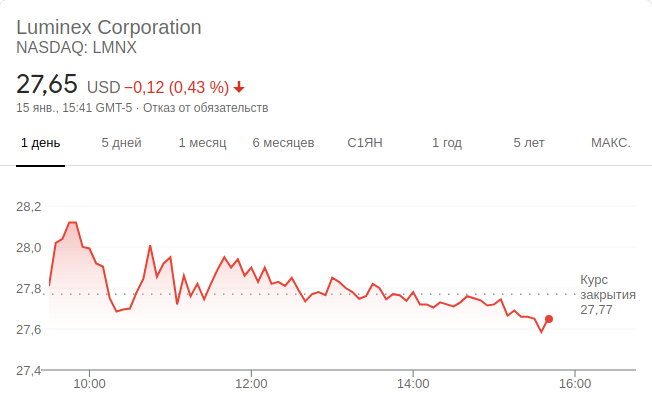 Luminex Corporation
NASDAQ: LMNX
27,65 USD −0,12 (0,43 %)
15 янв., 15:41 GMT-5 · Отказ от обязательств
1 день 5 дней 1 месяц 6 месяцев С1ЯН 1 год 5 лет МАКС.
28,2
28,0
27,8
27,6
27,4
Курс
закрытия
27,77
10:00 12:00 14:00 16:00